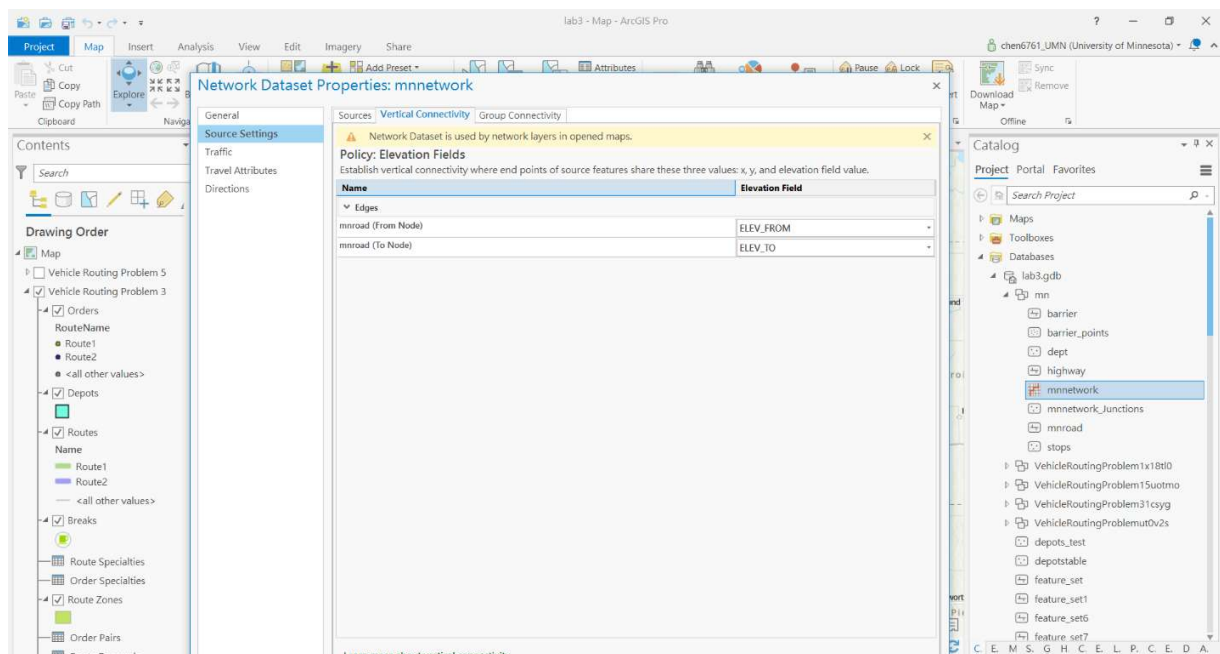 lab3 - Map - ArcGIS Pro
? — X
Project Map Insert Analysis View Edit Imagery Share
chen6761_UMN (University of Minnesota)
Cut
Copy
Copy Path
Paste
Clipboard
Explore
Naviga
Add Preset
Attributes
Pause Lock
Download Map
Sync
Remove
Offline
Network Dataset Properties: mnnetwork
General
Source Settings
Traffic
Travel Attributes
Directions
Sources Vertical Connectivity Group Connectivity
Network Dataset is used by network layers in opened maps.
Policy: Elevation Fields
Establish vertical connectivity where end points of source features share these three values: x, y, and elevation field value.
Name Elevation Field
Edges
mnroad (From Node) ELEV_FROM
mnroad (To Node) ELEV_TO
Contents
Search
Drawing Order
Map
Vehicle Routing Problem 5
Vehicle Routing Problem 3
Orders
RouteName
Route1
Route2
<all other values>
Depots
Routes
Name
Route1
Route2
<all other values>
Breaks
Route Specialties
Order Specialties
Route Zones
Order Pairs
Catalog
Project Portal Favorites
Search Project
Maps
Toolboxes
Databases
lab3.gdb
mn
barrier
barrier_points
dept
highway
mnnetwork
mnnetwork_Junctions
mnroad
stops
VehicleRoutingProblem1x18tl0
VehicleRoutingProblem15uotmo
VehicleRoutingProblem31csyg
VehicleRoutingProblemut0v2s
depots_test
depotstable
feature_set
feature_set1
feature_set6
feature_set7
C. E. M S. G H C. E. L. P. C. E. D A.